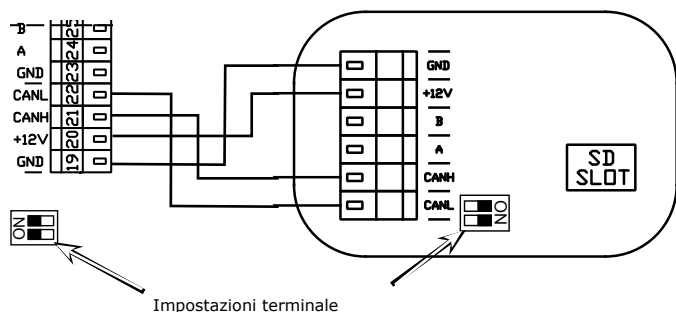 B 25
A 24
GND 23
CANL 22
CANH 21
+12V 20
GND 19
ON
GND
+12V
B
A
CANH
CANL
SD
SLOT
ON
Impostazioni terminale